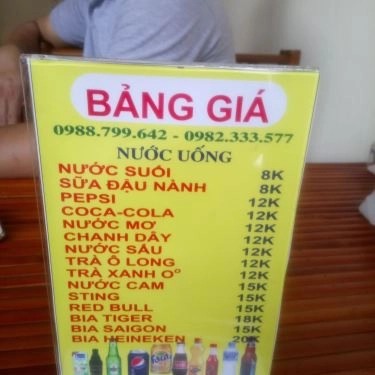 BẢNG GIÁ
0988.799.642 - 0982.333.577
NƯỚC UỐNG
NƯỚC SUỐI 8K
SỮA ĐẬU NÀNH 8K
PEPSI 12K
COCA-COLA 12K
NƯỚC MƠ 12K
CHANH DÂY 12K
NƯỚC SÂU 12K
TRÀ Ô LONG 12K
TRÀ XANH O° 12K
NƯỚC CAM 15K
STING 15K
RED BULL 15K
BIA TIGER 18K
BIA SAIGON 15K
BIA HEINEKEN 20K